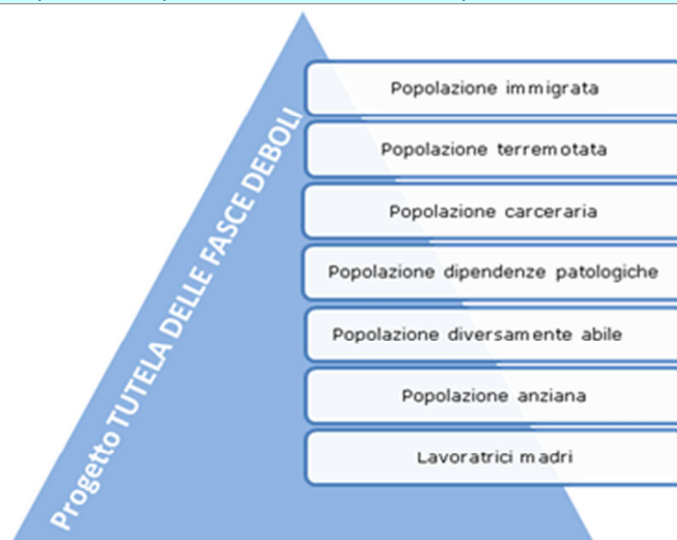 Progetto TUTELA DELLE FASCE DEBOLI
Popolazione immigrata
Popolazione terremotata
Popolazione carceraria
Popolazione dipendenze patologiche
Popolazione diversamente abile
Popolazione anziana
Lavoratrici madri